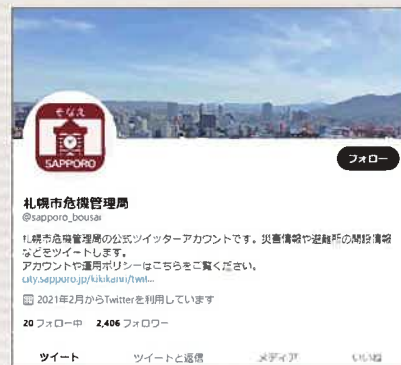 そなえ
SAPPORO
フォロー
札幌市危機管理局
@sapporo_bousai
札幌市危機管理局の公式ツイッターアカウントです。災害情報や避難所の開設情報
などをツイートします。
アカウントや運用ポリシーはこちらをご覧ください。
city.sapporo.jp/kikikanri/twit...
2021年2月からTwitterを利用しています
20 フォロー中 2,406 フォロワー
ツイート ツイートと返信 メディア いいね